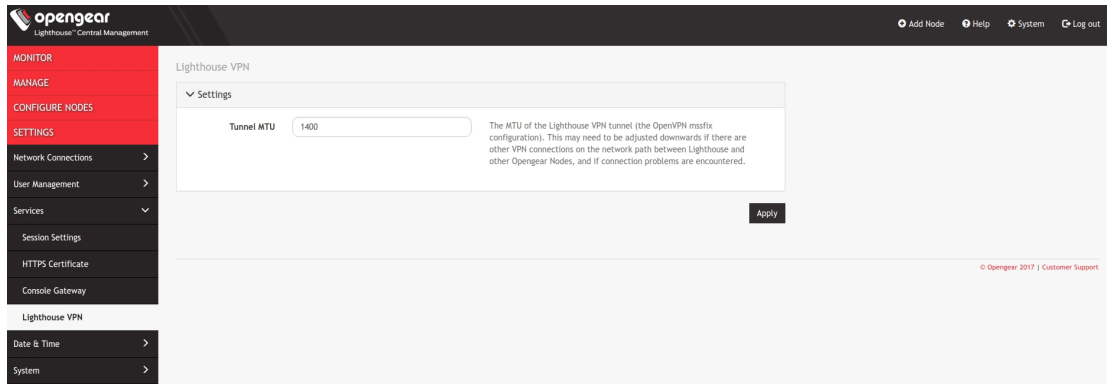 opengear
Lighthouse™ Central Management
Add Node
Help
System
Log out
MONITOR
MANAGE
CONFIGURE NODES
SETTINGS
Network Connections
User Management
Services
Session Settings
HTTPS Certificate
Console Gateway
Lighthouse VPN
Date & Time
System
Lighthouse VPN
Settings
Tunnel MTU
1400
The MTU of the Lighthouse VPN tunnel (the OpenVPN mssfix
configuration). This may need to be adjusted downwards if there are
other VPN connections on the network path between Lighthouse and
other Opengear Nodes, and if connection problems are encountered.
Apply
© Opengear 2017 | Customer Support